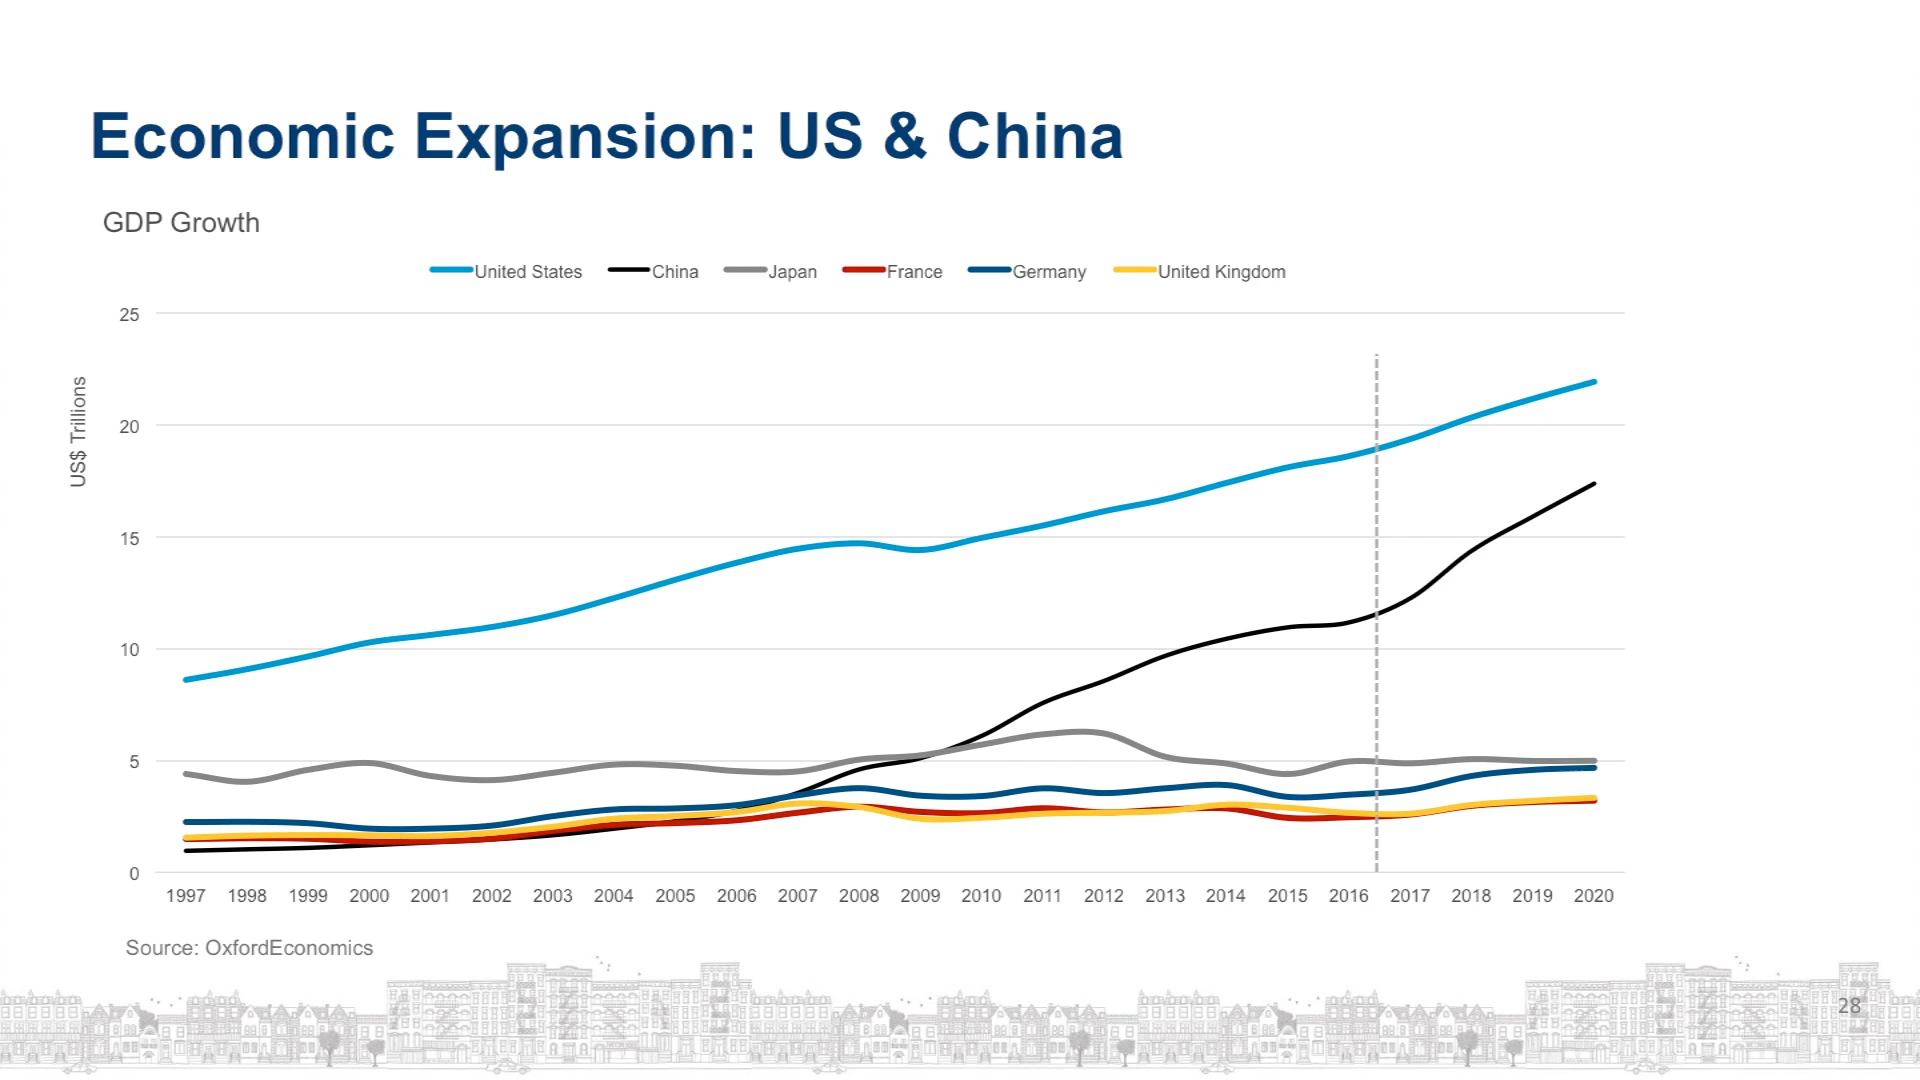 Economic Expansion: US & China
GDP Growth
United States China Japan France Germany United Kingdom
US$ Trillions
25
20
15
10
5
0
1997 1998 1999 2000 2001 2002 2003 2004 2005 2006 2007 2008 2009 2010 2011 2012 2013 2014 2015 2016 2017 2018 2019 2020
Source: OxfordEconomics
28